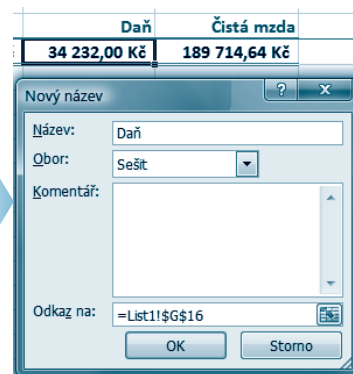 Daň Čistá mzda
34 232,00 Kč 189 714,64 Kč
Nový název
? x
Název: Daň
Obor: Sešit
Komentář:
Odkaz na: =List1!$G$16
OK Storno